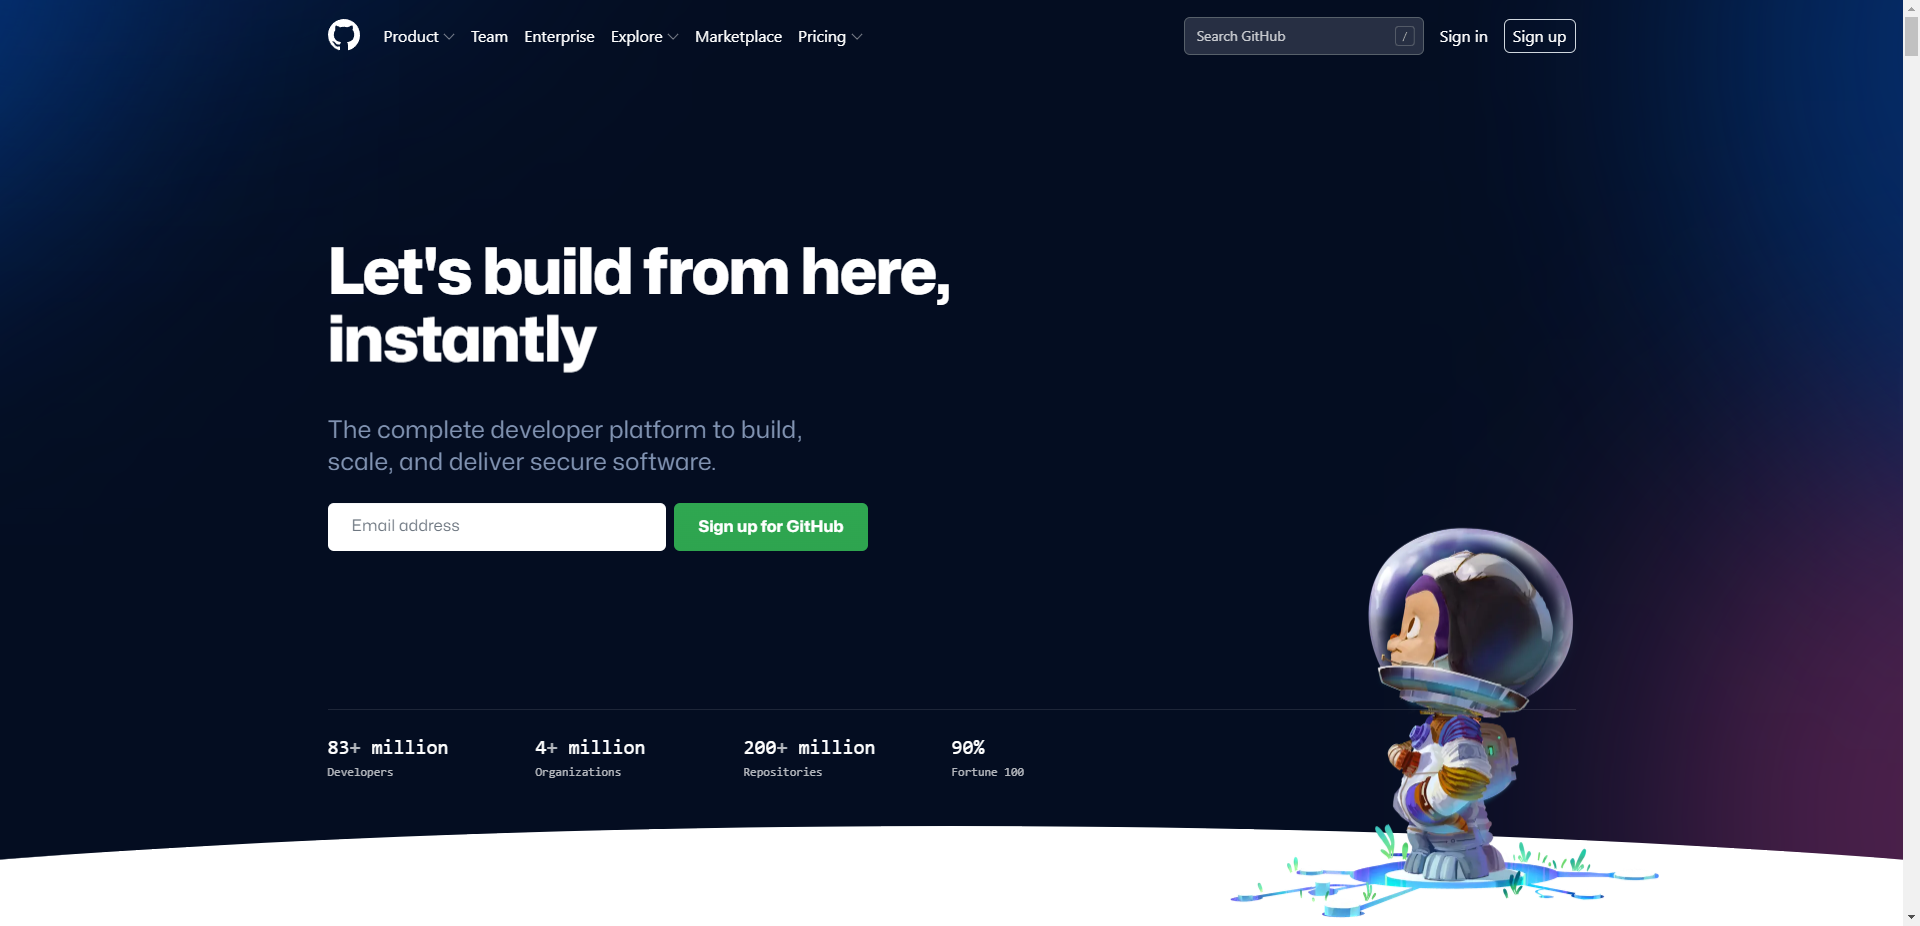 Product Team Enterprise Explore Marketplace Pricing Search GitHub / Sign in Sign up
Let's build from here,
instantly
The complete developer platform to build,
scale, and deliver secure software.
Email address Sign up for GitHub
83+ million 4+ million 200+ million 90%
Developers Organizations Repositories Fortune 100